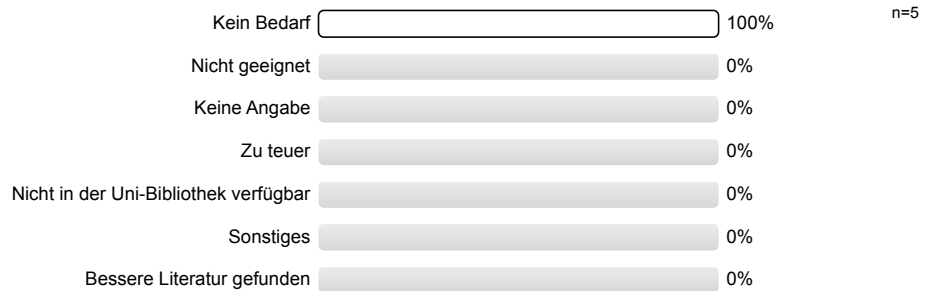 Kein Bedarf 100% n=5
Nicht geeignet 0%
Keine Angabe 0%
Zu teuer 0%
Nicht in der Uni-Bibliothek verfügbar 0%
Sonstiges 0%
Bessere Literatur gefunden 0%